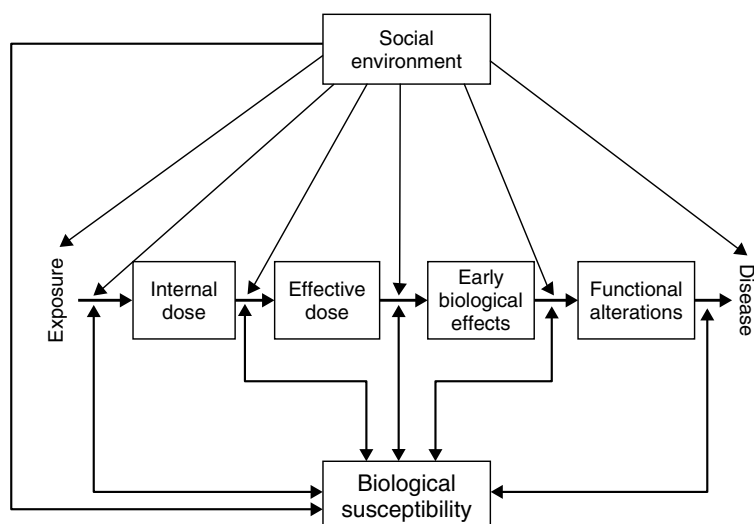 Social
environment
Exposure
Internal
dose
Effective
dose
Early
biological
effects
Functional
alterations
Disease
Biological
susceptibility